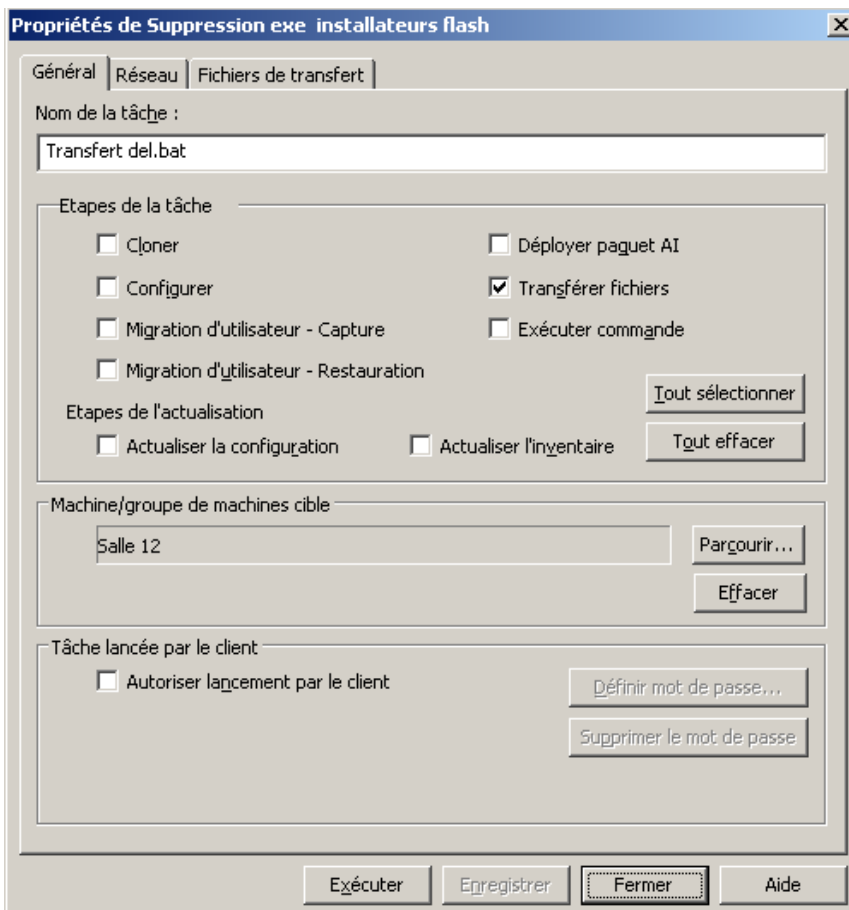 Propriétés de Suppression exe installateurs flash
Général Réseau Fichiers de transfert
Nom de la tâche :
Transfert del.bat
Etapes de la tâche
Cloner Déployer paquet AI
Configurer Transférer fichiers
Migration d'utilisateur - Capture Exécuter commande
Migration d'utilisateur - Restauration
Tout sélectionner
Etapes de l'actualisation
Actualiser la configuration Actualiser l'inventaire Tout effacer
Machine/groupe de machines cible
Salle 12 Parcourir...
Effacer
Tâche lancée par le client
Autoriser lancement par le client Définir mot de passe...
Supprimer le mot de passe
Exécuter Enregistrer Fermer Aide